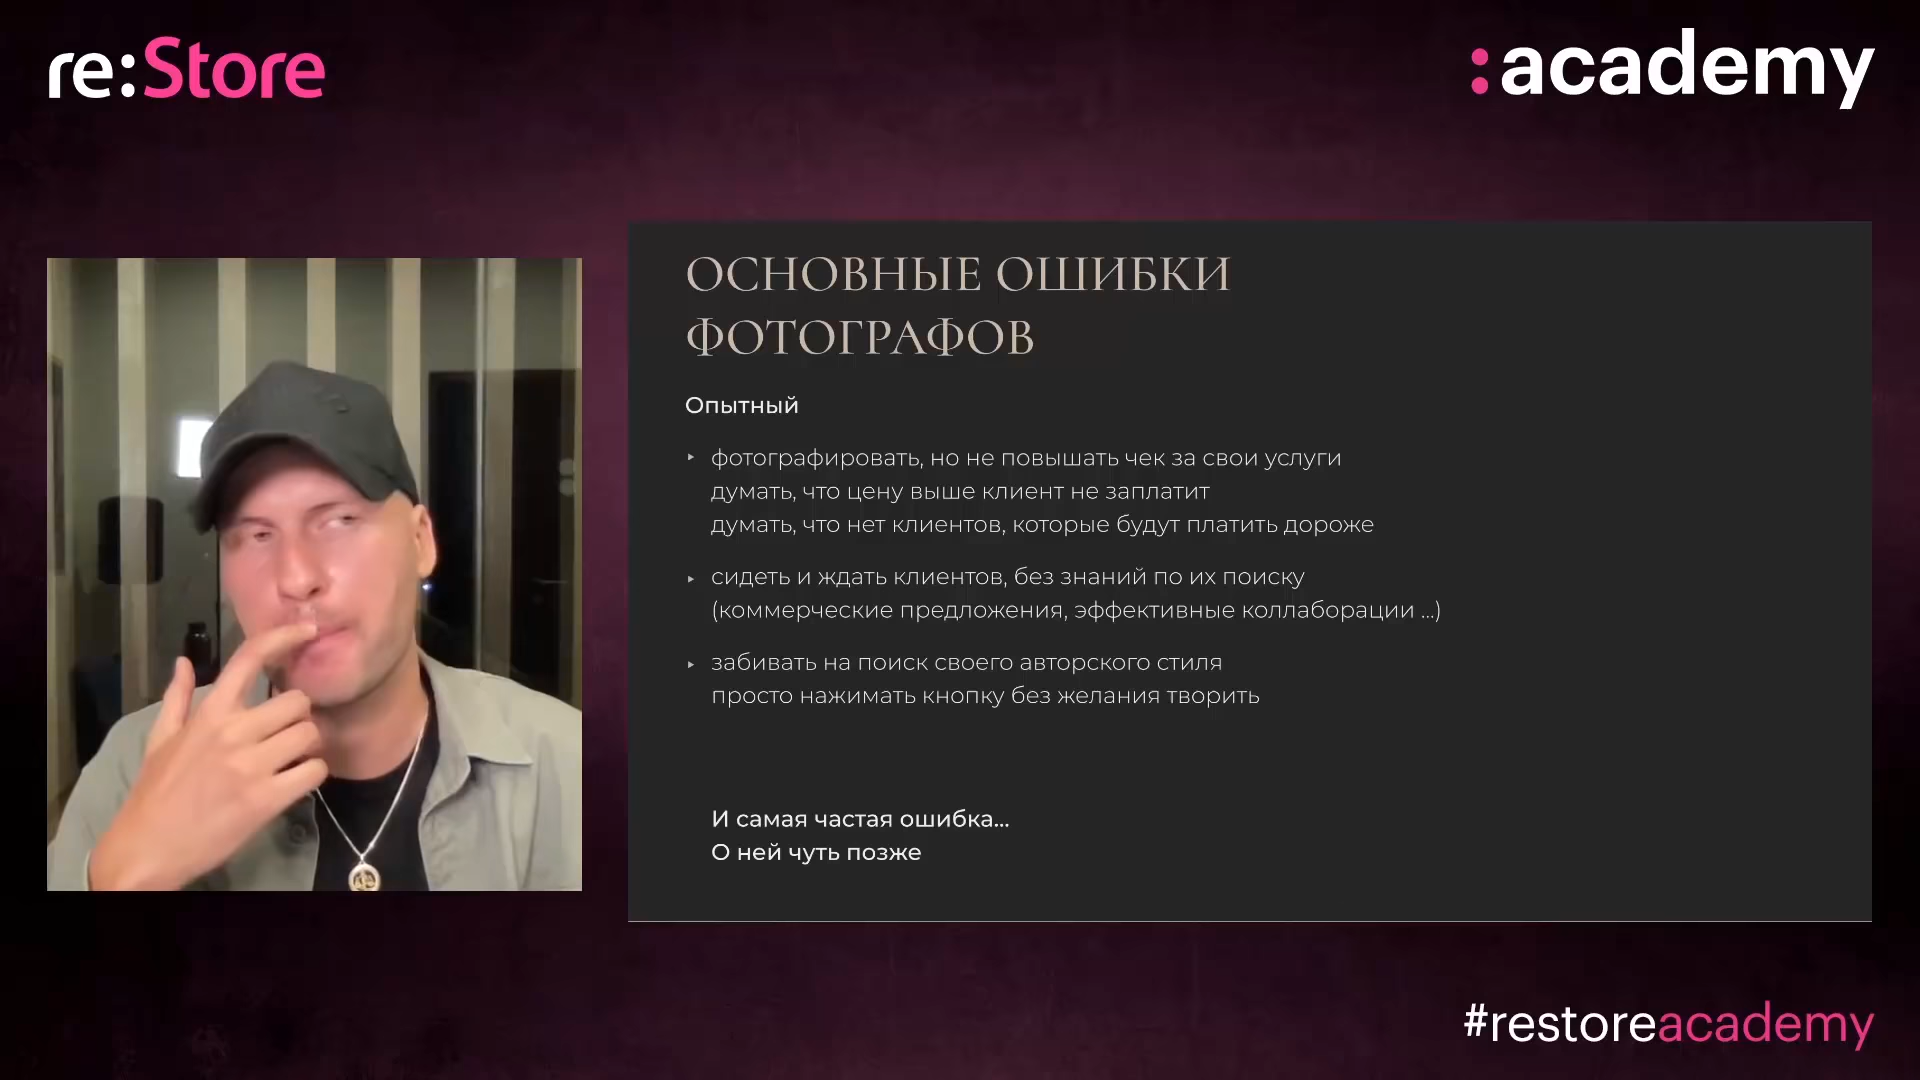 re:Store
:academy
ОСНОВНЫЕ ОШИБКИ
ФОТОГРАФОВ
Опытный
‣ фотографировать, но не повышать чек за свои услуги
думать, что цену выше клиент не заплатит
думать, что нет клиентов, которые будут платить дороже
‣ сидеть и ждать клиентов, без знаний по их поиску
(коммерческие предложения, эффективные коллаборации ...)
‣ забивать на поиск своего авторского стиля
просто нажимать кнопку без желания творить
И самая частая ошибка...
О ней чуть позже
#restoreacademy